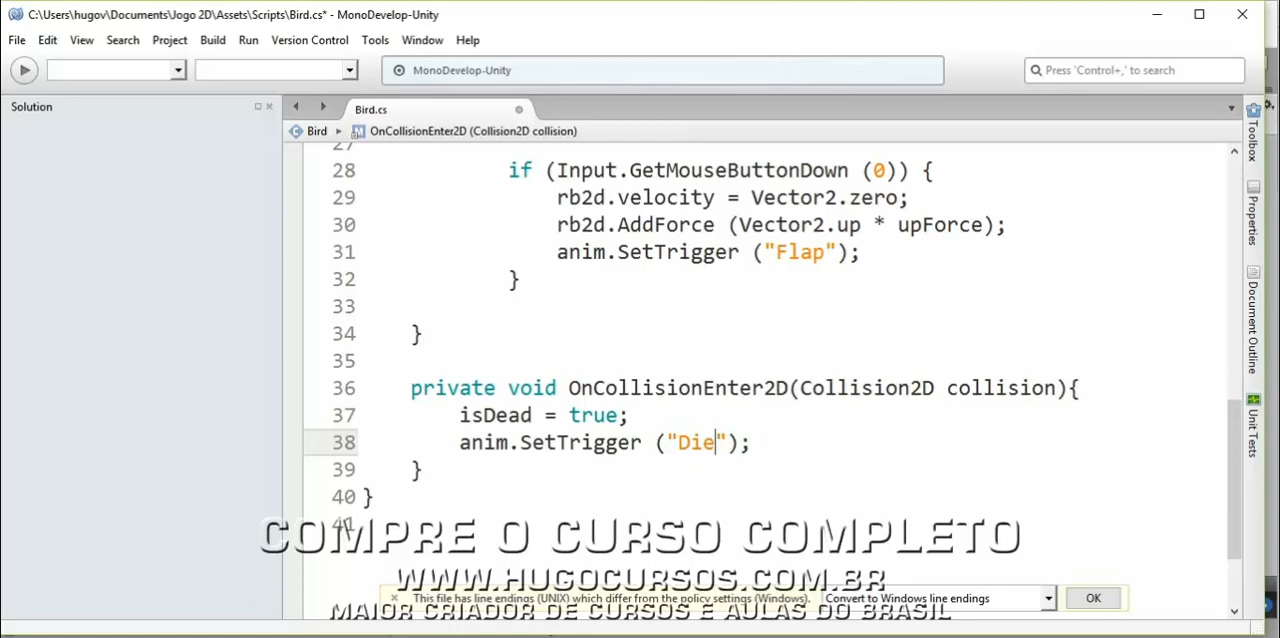 C:\Users\hugov\Documents\Jogo 2D\Assets\Scripts\Bird.cs* - MonoDevelop-Unity
File Edit View Search Project Build Run Version Control Tools Window Help
MonoDevelop-Unity
Press 'Control+,' to search
Solution
Bird.cs
Bird
OnCollisionEnter2D (Collision2D collision)
27
28 if (Input.GetMouseButtonDown (0)) {
29 rb2d.velocity = Vector2.zero;
30 rb2d.AddForce (Vector2.up * upForce);
31 anim.SetTrigger ("Flap");
32 }
33
34 }
35
36 private void OnCollisionEnter2D(Collision2D collision){
37 isDead = true;
38 anim.SetTrigger ("Die");
39 }
40 }
41
COMPRE O CURSO COMPLETO
WWW.HUGOCURSOS.COM.BR
This file has line endings (UNIX) which differ from the policy settings (Windows). Convert to Windows line endings OK
MAIOR CRIADOR DE CURSOS E AULAS DO BRASIL
Toolbox
Properties
Document Outline
Unit Tests